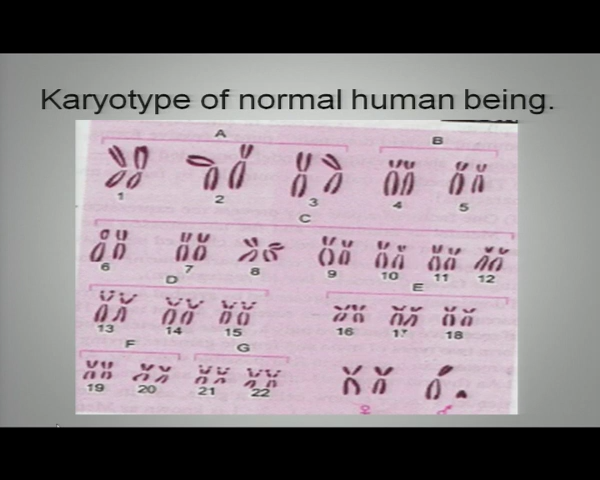 Karyotype of normal human being.
A B
1 2 3 4 5
C
6 7 8 9 10 11 12
D E
13 14 15 16 17 18
F G
19 20 21 22
♀ ♂